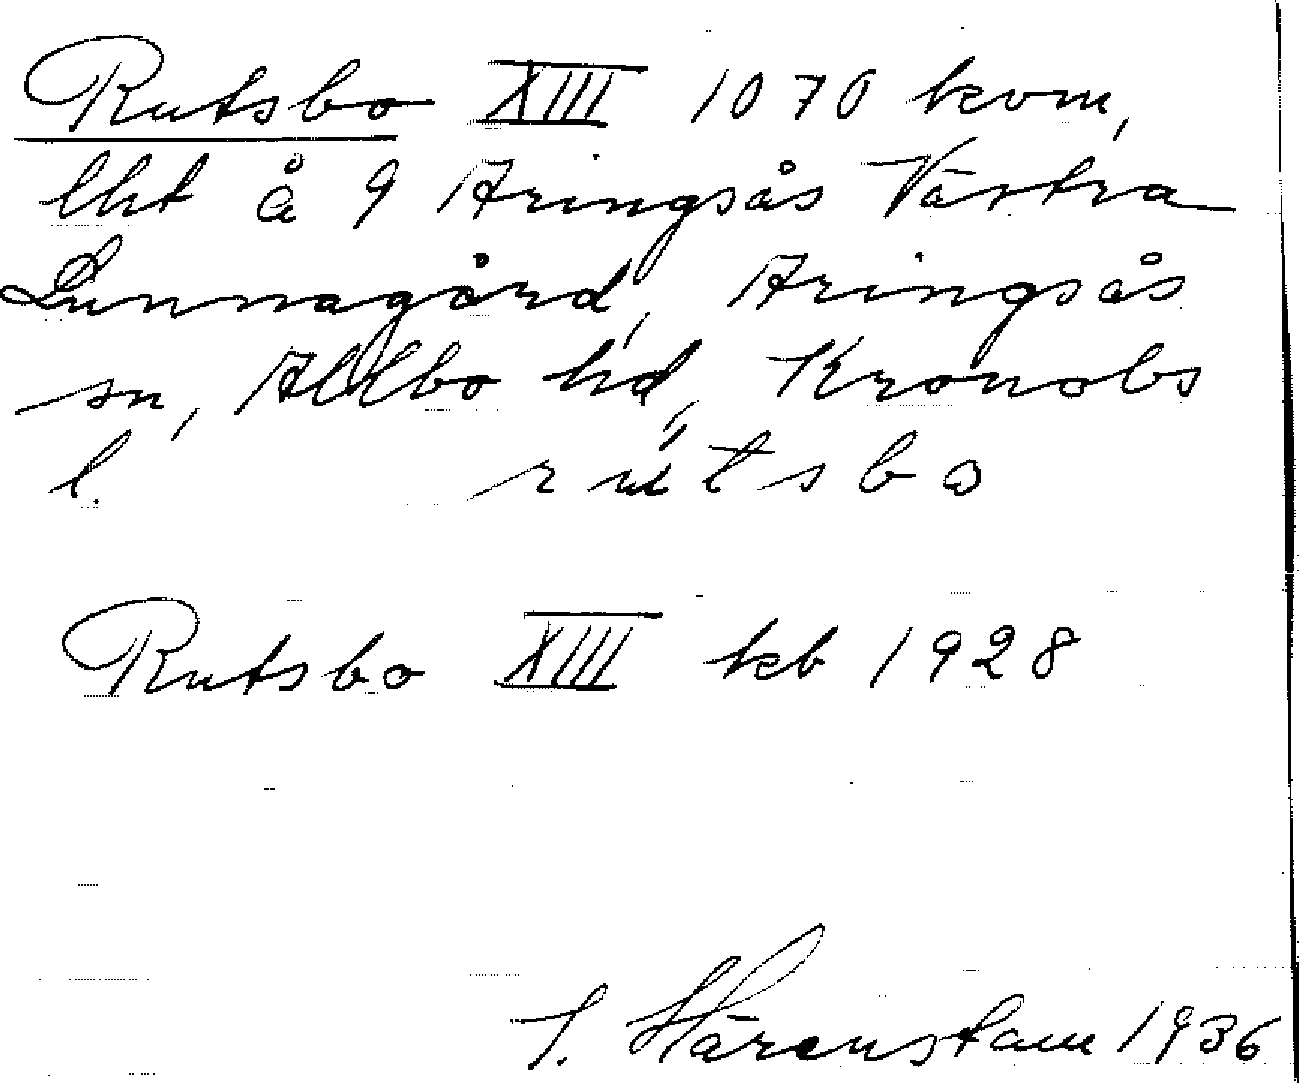 Rutsbo XIII 1070 kvm,
lht å 9 Aringsås Västra
Lunnagård, Aringsås
sn, Allbo hd, Kronobs
l. rùtsbo
Rutsbo XIII kb 1928
Härenstam 1936